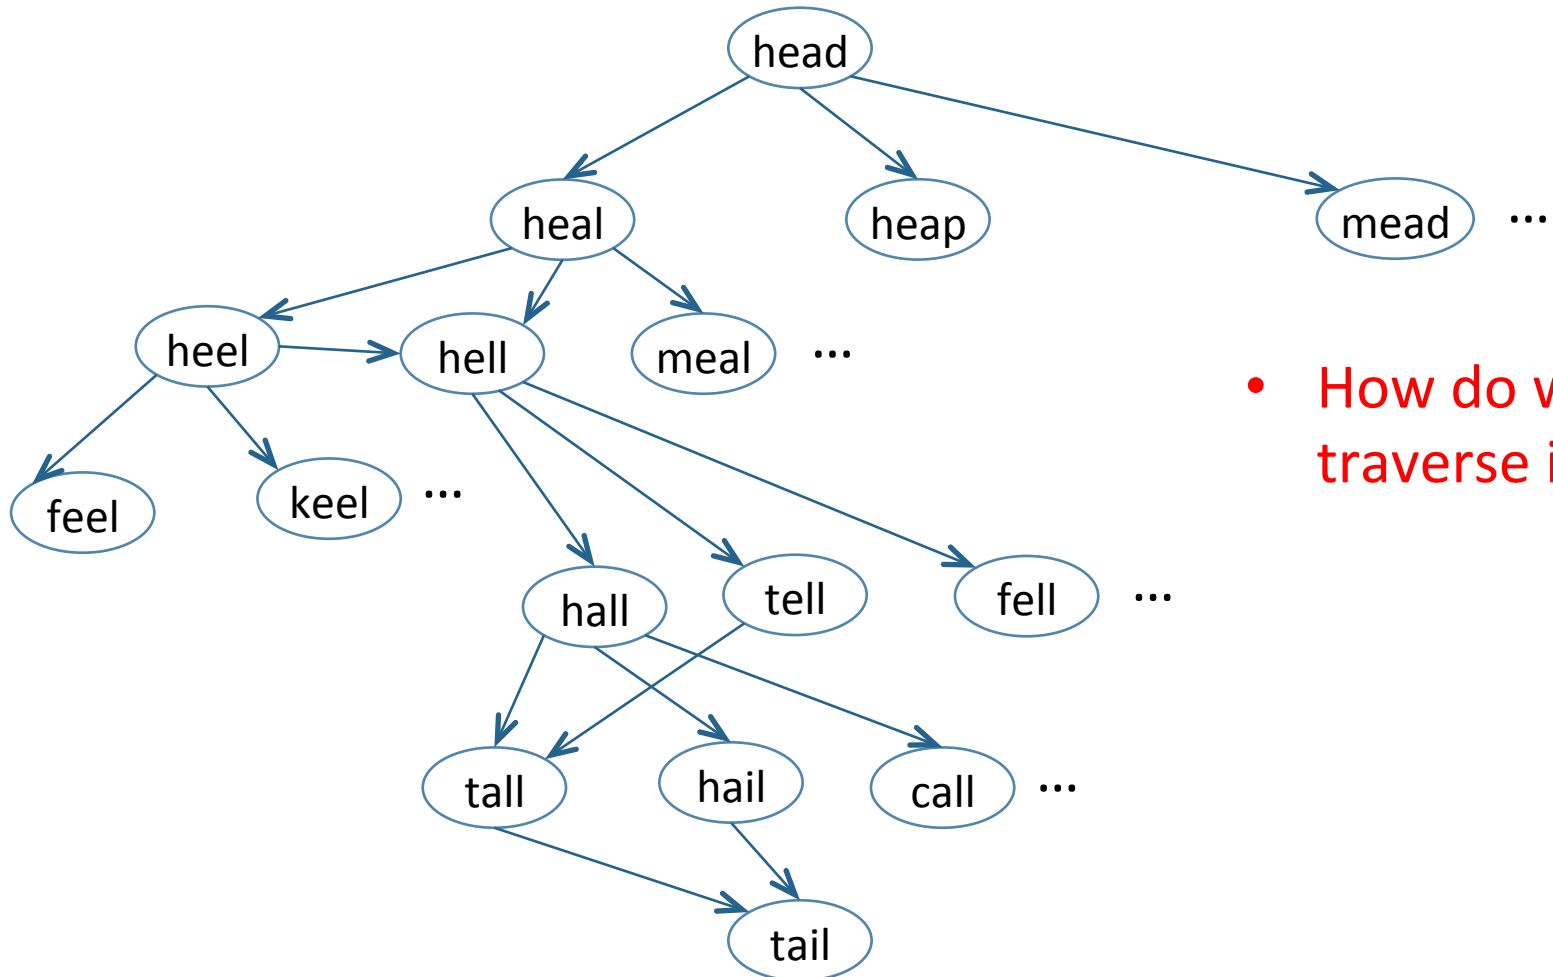 head
heal heap mead ...
heel hell meal ...
• How do
traverse
feel keel ...
hall tell fell ...
tall hail call ...
tail